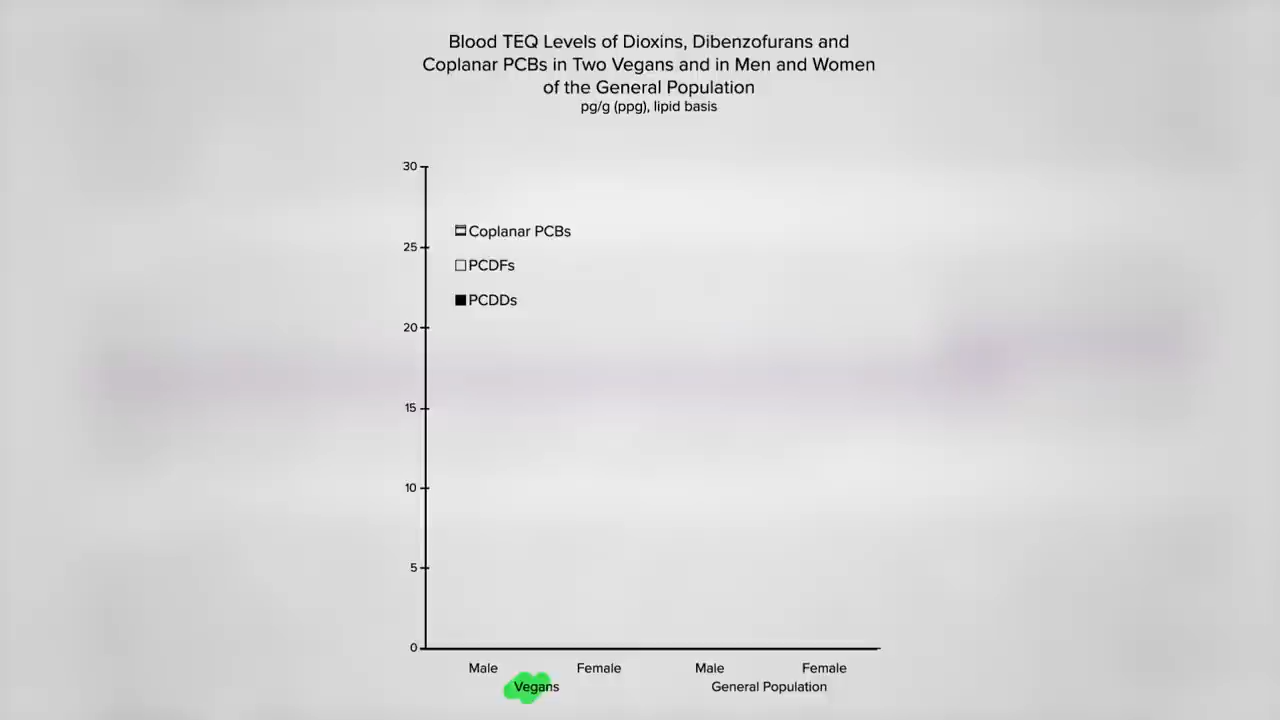 Blood TEQ Levels of Dioxins, Dibenzofurans and
Coplanar PCBs in Two Vegans and in Men and Women
of the General Population
pg/g (ppg), lipid basis
30
Coplanar PCBs
25
PCDFs
PCDDs
20
15
10
5
0
Male Female Male Female
Vegans General Population